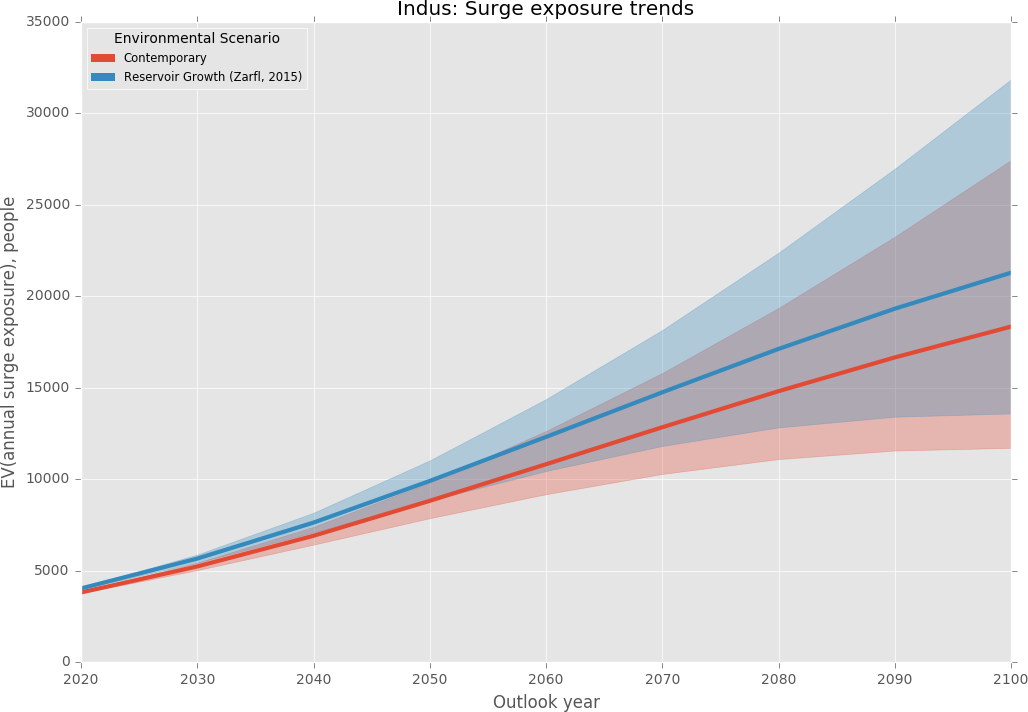 Indus: Surge exposure trends
35000
Environmental Scenario
Contemporary
Reservoir Growth (Zarfl, 2015)
30000
25000
20000
15000
10000
5000
0
EV(annual surge exposure), people
2020 2030 2040 2050 2060 2070 2080 2090 2100
Outlook year